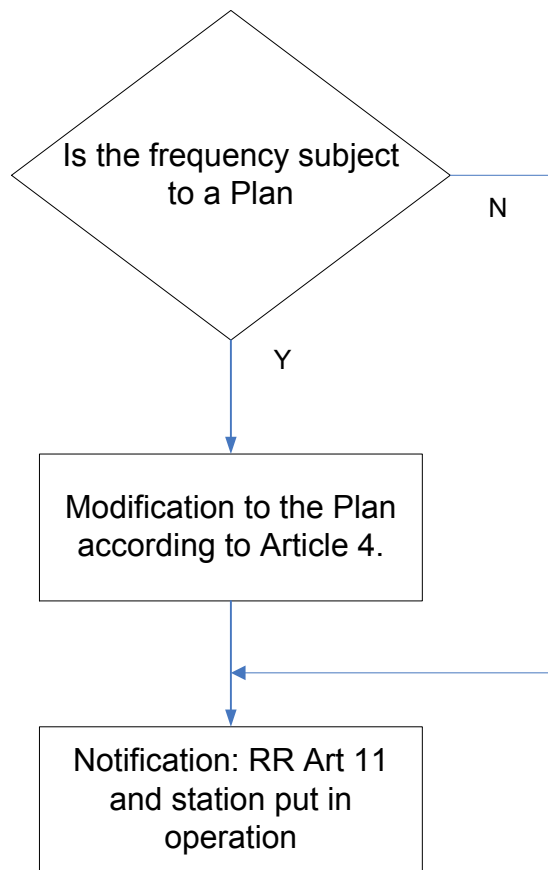 Is the frequency subject
to a Plan
N
Y
Modification to the Plan
according to Article 4.
Notification: RR Art 11
and station put in
operation